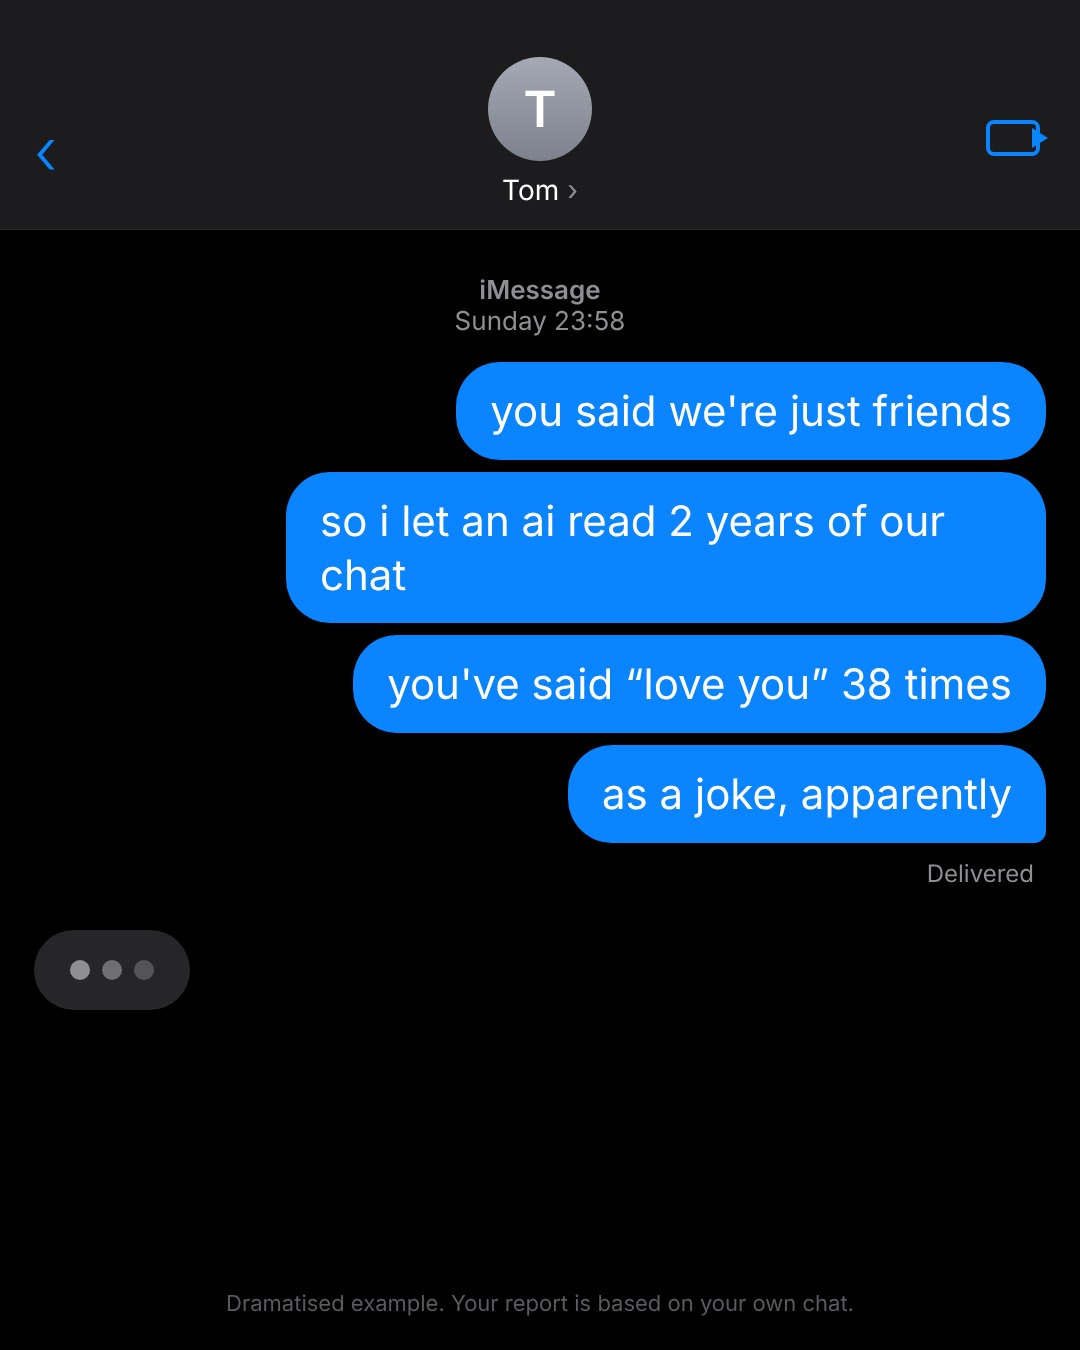 T
Tom ›
iMessage
Sunday 23:58
you said we're just friends
so i let an ai read 2 years of our
chat
you've said “love you” 38 times
as a joke, apparently
Delivered
Dramatised example. Your report is based on your own chat.